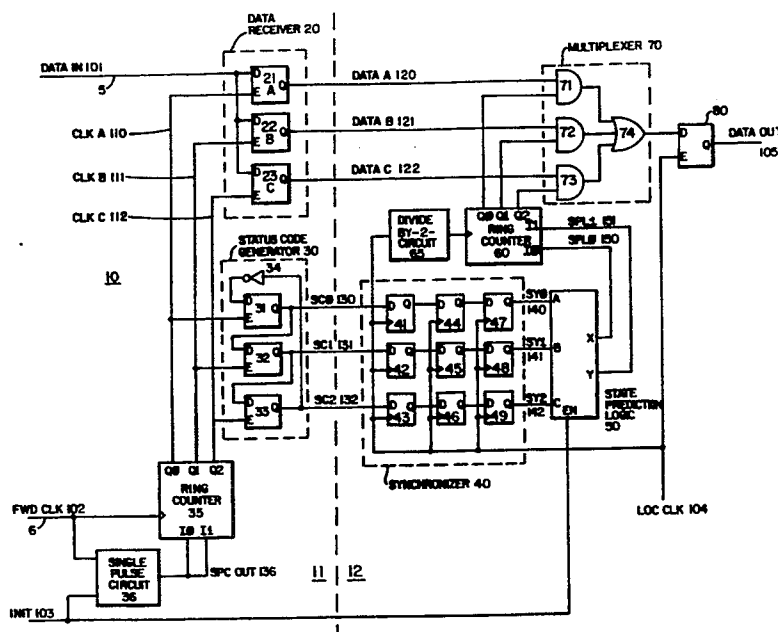 DATA
RECEIVER 20
DATA IN 101
5
D 21 Q
E A
DATA A 120
MULTIPLEXER 70
71
CLK A 110
D 22 Q
E B
DATA B 121
72
74
80
D Q
E
DATA OUT
105
CLK B 111
D 23 Q
E C
DATA C 122
73
CLK C 112
Q0 Q1 Q2
I1
I0
RING
COUNTER
60
SPL1 151
SPL0 150
DIVIDE
BY-2-
CIRCUIT
65
10
STATUS CODE
GENERATOR 30
34
D Q
E 31
SC0 130
D Q
41
D Q
44
D Q
47
SY0
140
A
X
D Q
E 32
SC1 131
D Q
42
D Q
45
D Q
48
SY1
141
B
Y
D Q
E 33
SC2 132
D Q
43
D Q
46
D Q
49
SY2
142
C
EN
STATE
PREDICTION
LOGIC
50
SYNCHRONIZER 40
LOC CLK 104
Q0 Q1 Q2
RING
COUNTER
35
I0 I1
FWD CLK 102
6
SINGLE
PULSE
CIRCUIT
36
SPC OUT 136
11 12
INIT 103